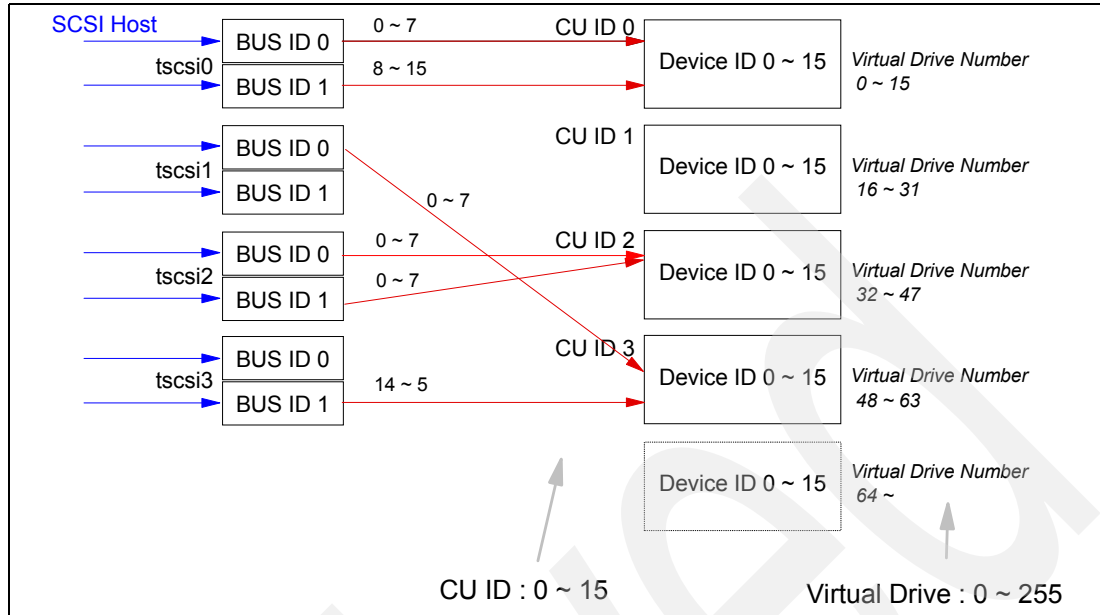 SCSI Host
BUS ID 0
0 ~ 7
CU ID 0
tscsi0
BUS ID 1
8 ~ 15
Device ID 0 ~ 15
Virtual Drive Number
0 ~ 15
BUS ID 0
CU ID 1
tscsi1
BUS ID 1
0 ~ 7
Device ID 0 ~ 15
Virtual Drive Number
16 ~ 31
BUS ID 0
0 ~ 7
CU ID 2
tscsi2
BUS ID 1
0 ~ 7
Device ID 0 ~ 15
Virtual Drive Number
32 ~ 47
BUS ID 0
CU ID 3
tscsi3
BUS ID 1
14 ~ 5
Device ID 0 ~ 15
Virtual Drive Number
48 ~ 63
Device ID 0 ~ 15
Virtual Drive Number
64 ~
CU ID : 0 ~ 15
Virtual Drive : 0 ~ 255